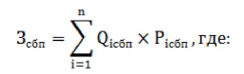 n
З_сбп = ∑ Q_iсбп × P_iсбп, где:
i=1